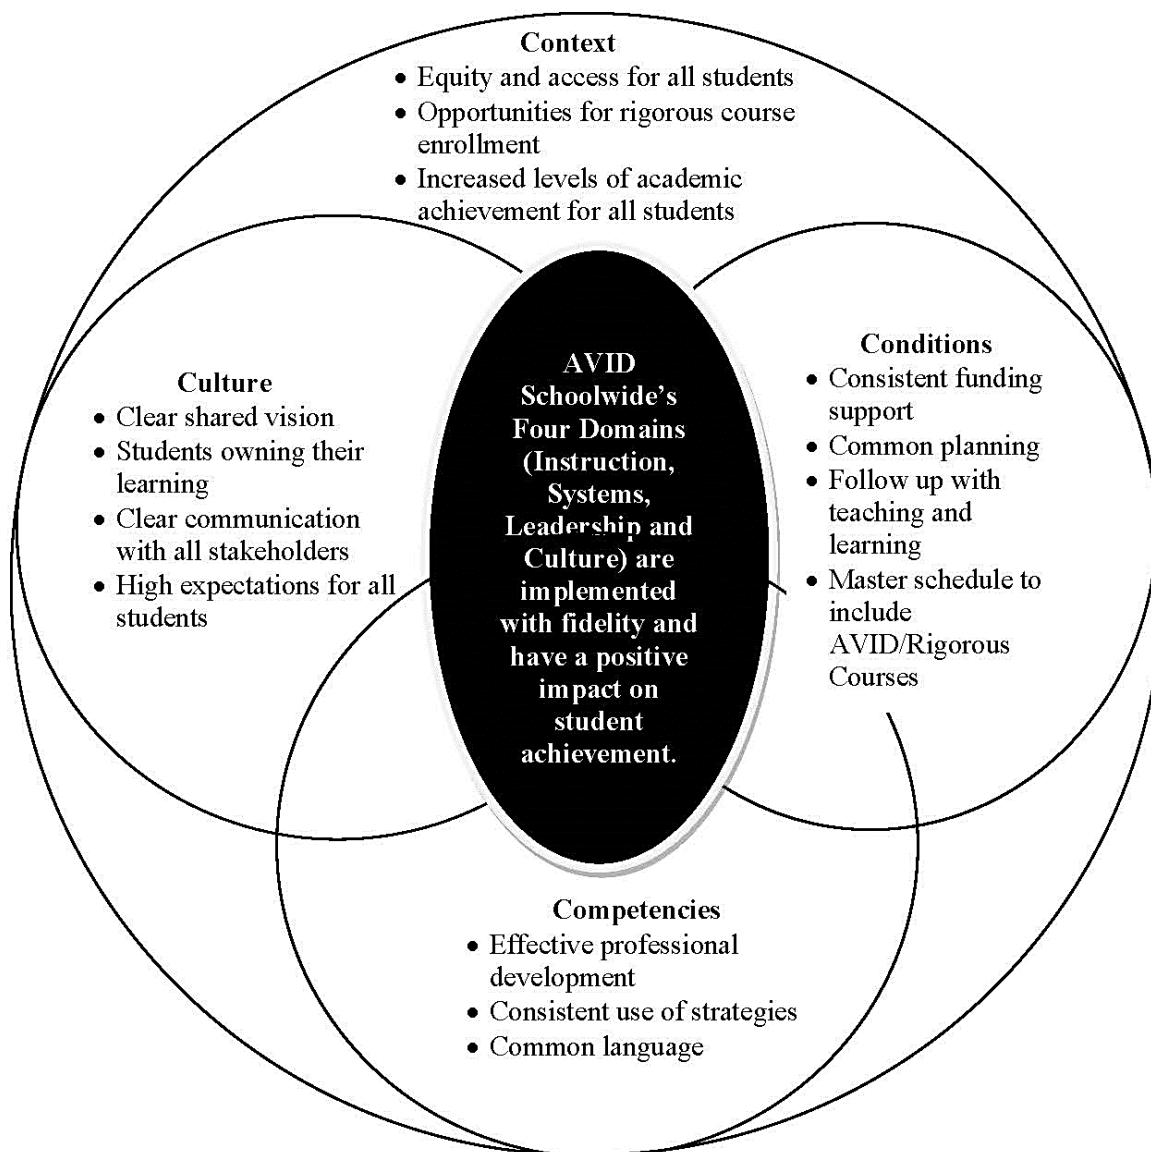 Context
• Equity and access for all students
• Opportunities for rigorous course
enrollment
• Increased levels of academic
achievement for all students
Culture
• Clear shared vision
• Students owning their
learning
• Clear communication
with all stakeholders
• High expectations for all
students
AVID
Schoolwide’s
Four Domains
(Instruction,
Systems,
Leadership and
Culture) are
implemented
with fidelity and
have a positive
impact on
student
achievement.
Conditions
• Consistent funding
support
• Common planning
• Follow up with
teaching and
learning
• Master schedule to
include
AVID/Rigorous
Courses
Competencies
• Effective professional
development
• Consistent use of strategies
• Common language